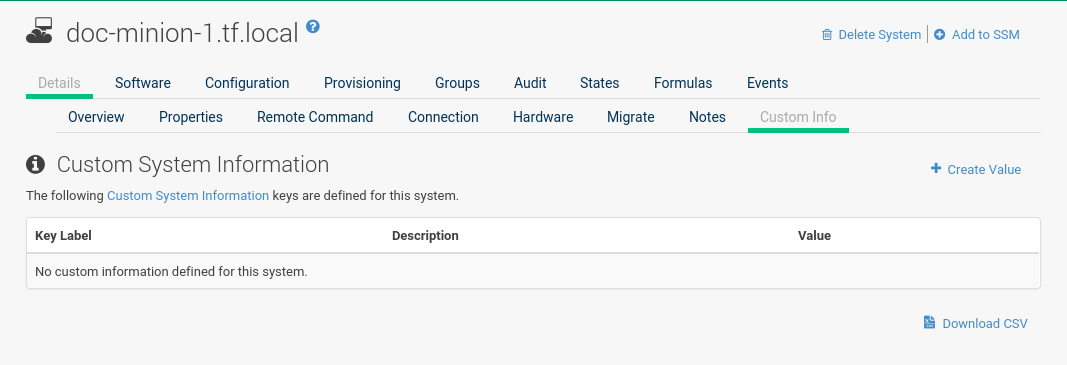 doc-minion-1.tf.local ?
Delete System | Add to SSM
Details Software Configuration Provisioning Groups Audit States Formulas Events
Overview Properties Remote Command Connection Hardware Migrate Notes Custom Info
Custom System Information
Create Value
The following Custom System Information keys are defined for this system.
Key Label Description Value
No custom information defined for this system.
Download CSV